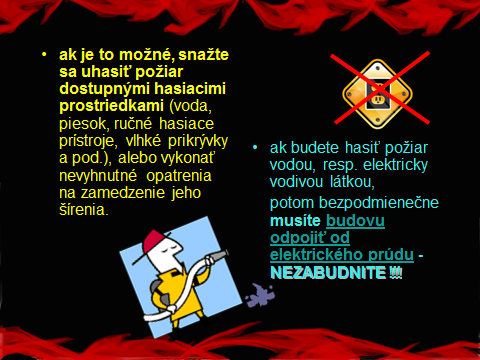 • ak je to možné, snažte
sa uhasiť požiar
dostupnými hasiacimi
prostriedkami (voda,
piesok, ručné hasiace
prístroje, vlhké prikrývky
a pod.), alebo vykonať
nevyhnutné opatrenia
na zamedzenie jeho
šírenia.
• ak budete hasiť požiar
vodou, resp. elektricky
vodivou látkou,
potom bezpodmienečne
musíte budovu
odpojiť od
elektrického prúdu -
NEZABUDNITE !!!